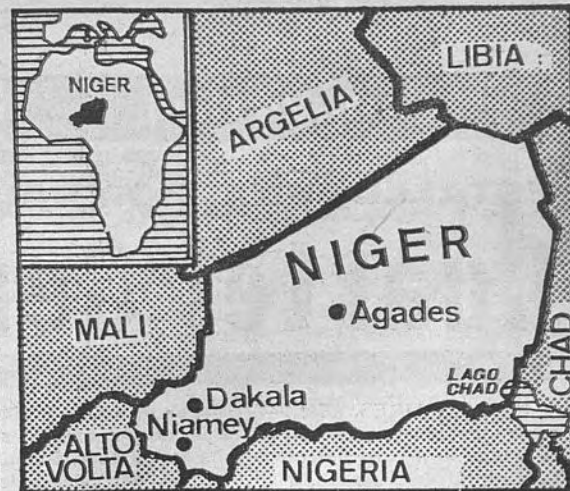 NIGER
LIBIA
ARGELIA
NIGER
Agades
MALI
CHAD
LAGO
CHAD
Dakala
Niamey
ALTO
VOLTA
NIGERIA